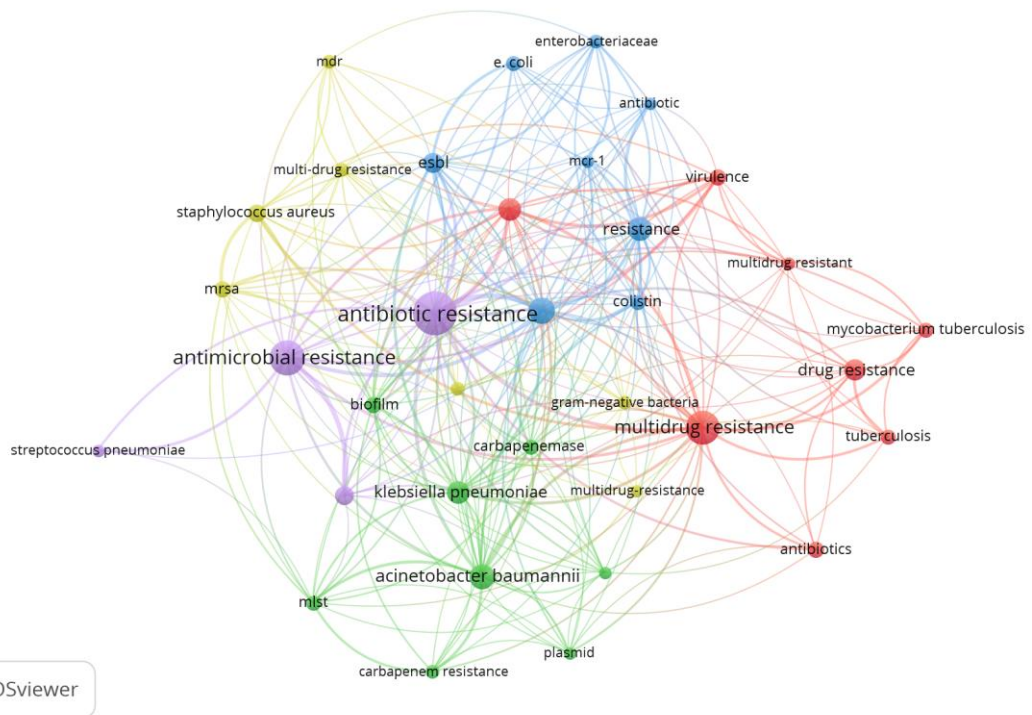 enterobacteriaceae
mdr
e. coli
antibiotic
esbl
mcr-1
multi-drug resistance
virulence
staphylococcus aureus
resistance
multidrug resistant
mrsa
colistin
antibiotic resistance
mycobacterium tuberculosis
antimicrobial resistance
drug resistance
biofilm
gram-negative bacteria
multidrug resistance
tuberculosis
carbapenemase
streptococcus pneumoniae
klebsiella pneumoniae
multidrug-resistance
antibiotics
acinetobacter baumannii
mlst
plasmid
carbapenem resistance
OSviewer